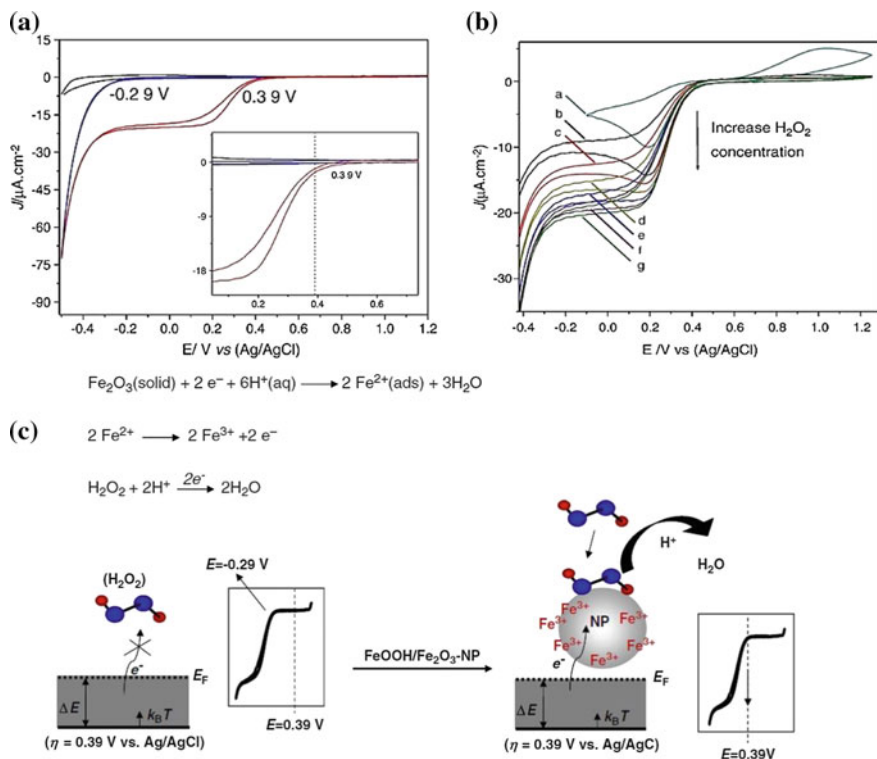 (a)
15
0
-15
-30
-45
-60
-75
-90
J/μA.cm⁻²
-0.2 9 V
0.3 9 V
0
-9
-18
0.3 9 V
0.2
0.4
0.6
-0.4
-0.2
0.0
0.2
0.4
0.6
0.8
1.0
1.2
E/ V vs (Ag/AgCl)
(b)
0
-10
-20
-30
J(μA.cm⁻²)
a
b
c
d
e
f
g
Increase H₂O₂
concentration
-0.4
-0.2
0.0
0.2
0.4
0.6
0.8
1.0
1.2
E /V vs (Ag/AgCl)
Fe₂O₃(solid) + 2 e⁻ + 6H⁺(aq) ⟶ 2 Fe²⁺(ads) + 3H₂O
(c)
2 Fe²⁺ ⟶ 2 Fe³⁺ +2 e⁻
H₂O₂ + 2H⁺ 2e⁻⟶ 2H₂O
(H₂O₂)
e⁻
E_F
ΔE
k_BT
(η = 0.39 V vs. Ag/AgCl)
E=-0.29 V
E=0.39 V
FeOOH/Fe₂O₃-NP
H⁺
H₂O
Fe³⁺
Fe³⁺
NP
Fe³⁺
Fe³⁺
Fe³⁺
Fe³⁺
e⁻
E_F
ΔE
k_BT
(η = 0.39 V vs. Ag/AgC)
E=0.39V